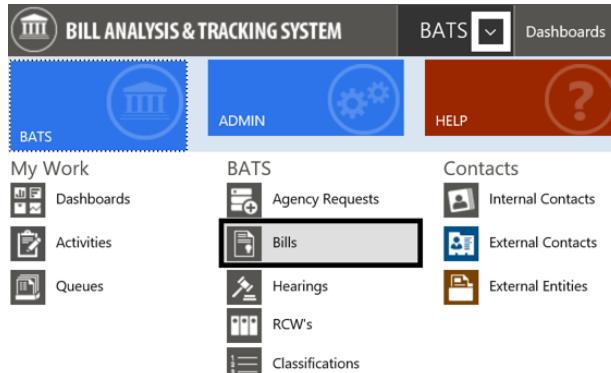 BILL ANALYSIS & TRACKING SYSTEM BATS Dashboards
BATS ADMIN HELP
My Work BATS Contacts
Dashboards Agency Requests Internal Contacts
Activities Bills External Contacts
Queues Hearings External Entities
RCW's
Classifications